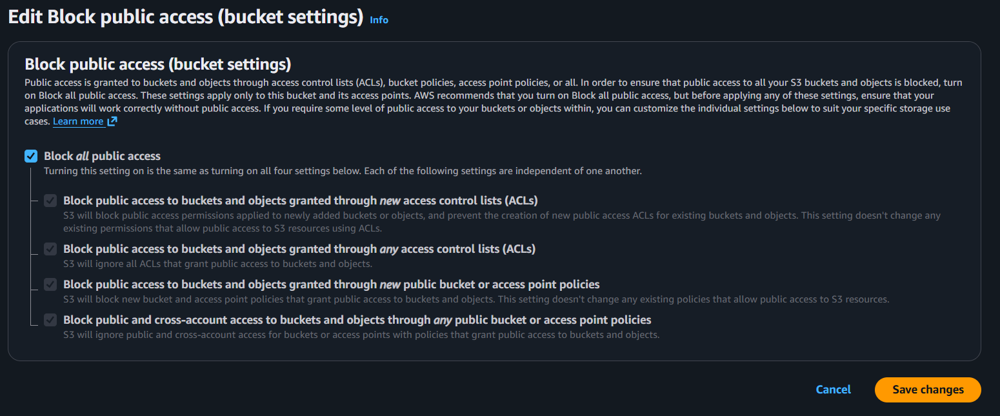 Edit Block public access (bucket settings) Info
Block public access (bucket settings)
Public access is granted to buckets and objects through access control lists (ACLs), bucket policies, access point policies, or all. In order to ensure that public access to all your S3 buckets and objects is blocked, turn
on Block all public access. These settings apply only to this bucket and its access points. AWS recommends that you turn on Block all public access, but before applying any of these settings, ensure that your
applications will work correctly without public access. If you require some level of public access to your buckets or objects within, you can customize the individual settings below to suit your specific storage use
cases. Learn more
Block all public access
Turning this setting on is the same as turning on all four settings below. Each of the following settings are independent of one another.
Block public access to buckets and objects granted through new access control lists (ACLs)
S3 will block public access permissions applied to newly added buckets or objects, and prevent the creation of new public access ACLs for existing buckets and objects. This setting doesn't change any
existing permissions that allow public access to S3 resources using ACLs.
Block public access to buckets and objects granted through any access control lists (ACLs)
S3 will ignore all ACLs that grant public access to buckets and objects.
Block public access to buckets and objects granted through new public bucket or access point policies
S3 will block new bucket and access point policies that grant public access to buckets and objects. This setting doesn't change any existing policies that allow public access to S3 resources.
Block public and cross-account access to buckets and objects through any public bucket or access point policies
S3 will ignore public and cross-account access for buckets or access points with policies that grant public access to buckets and objects.
Cancel Save changes